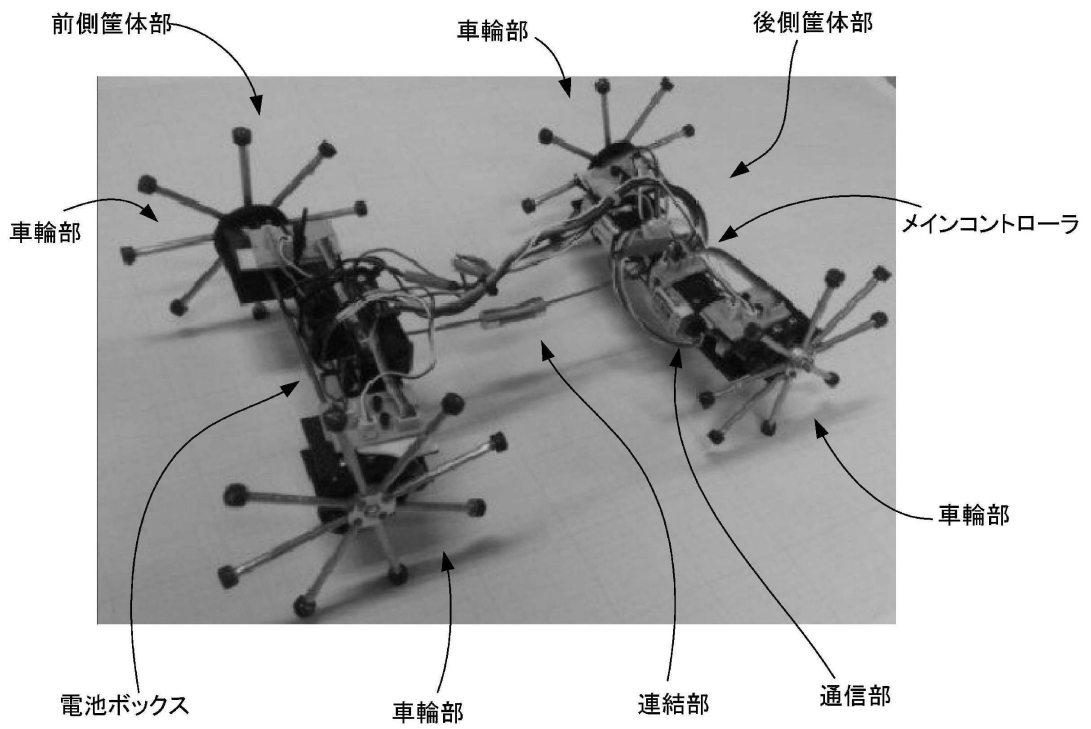 前側筐体部
車輪部
後側筐体部
車輪部
メインコントローラ
車輪部
電池ボックス
車輪部
連結部
通信部